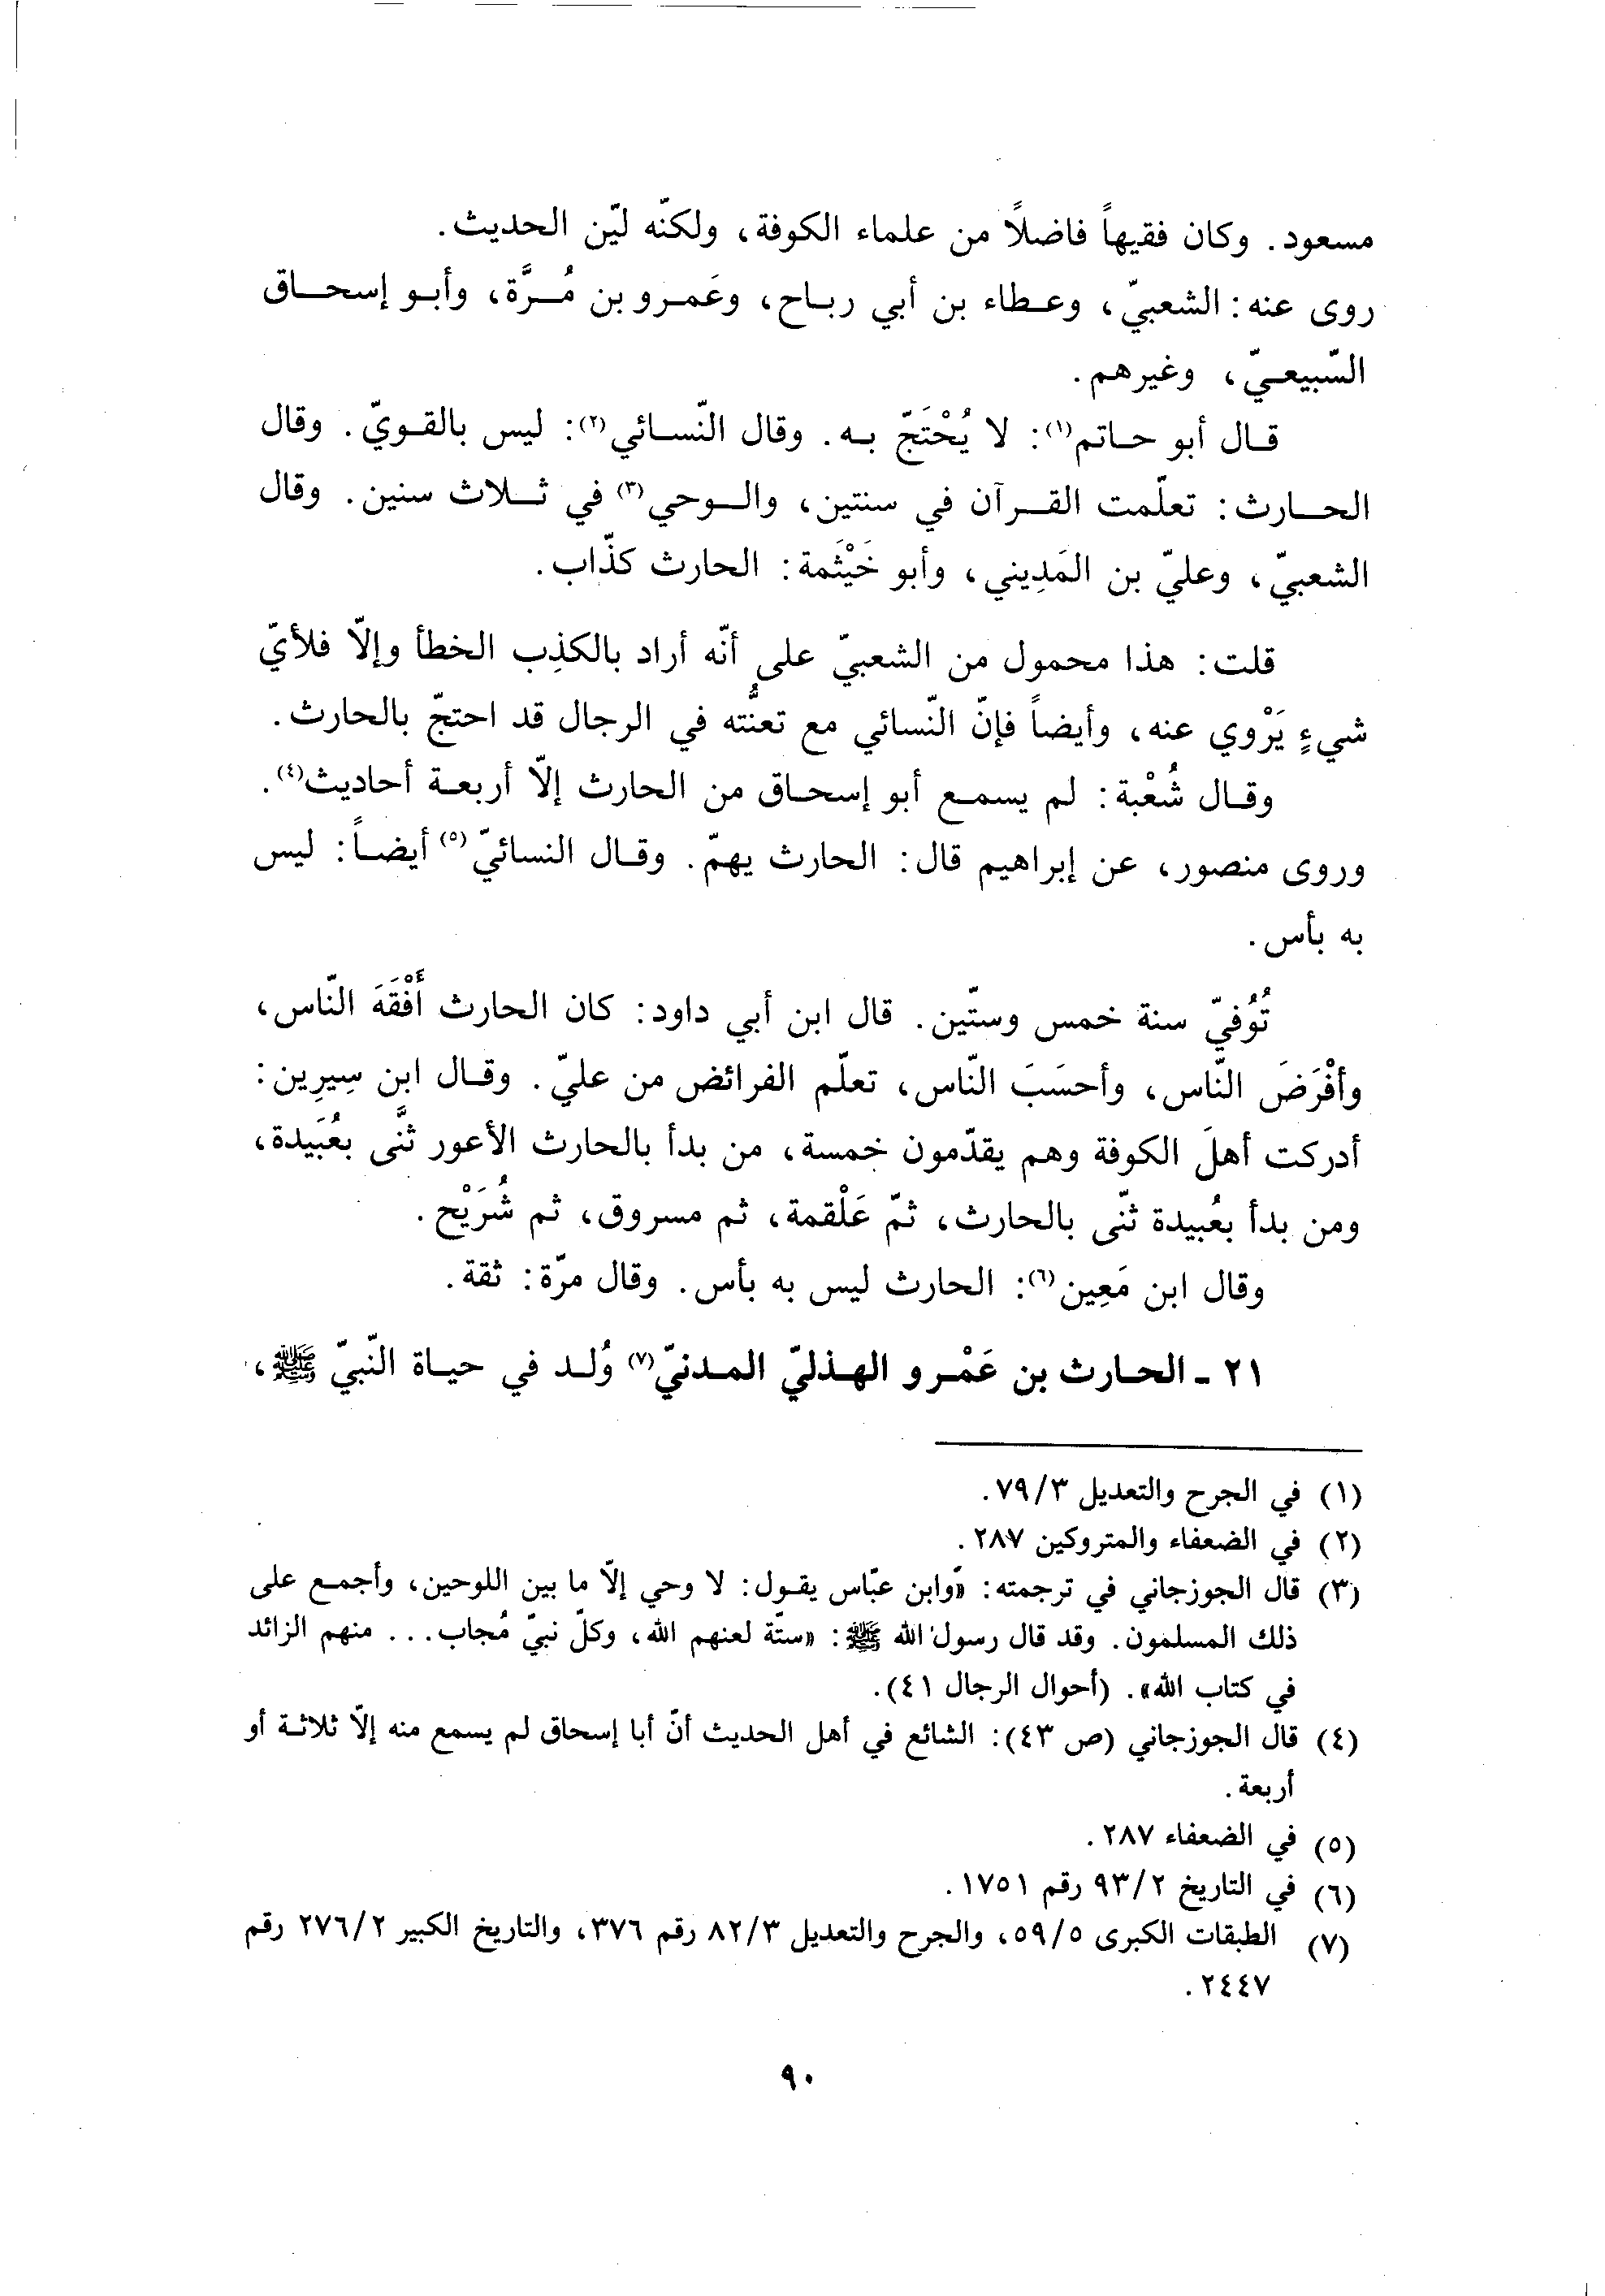 مسعود. وكان فقيهاً فاضلاً من علماء الكوفة، ولكنّه ليّن الحديث.
روى عنه: الشعبيّ، وعطاء بن أبي رباح، وعَمرو بن مُرَّة، وأبو إسحاق
السّبيعيّ، وغيرهم.
قال أبو حاتم(١): لا يُحْتَجّ به. وقال النّسائي(٢): ليس بالقويّ. وقال
الحارث: تعلّمت القرآن في سنتين، والوحي(٣) في ثلاث سنين. وقال
الشعبيّ، وعليّ بن المَدِيني، وأبو خَيْثَمة: الحارث كذّاب.
قلت: هذا محمول من الشعبيّ على أنّه أراد بالكذِب الخطأ وإلّا فلأيّ
شيءٍ يَرْوي عنه، وأيضاً فإنّ النّسائي مع تعنُّته في الرجال قد احتجّ بالحارث.
وقال شُعْبة: لم يسمع أبو إسحاق من الحارث إلّا أربعة أحاديث(٤).
وروى منصور، عن إبراهيم قال: الحارث يهمّ. وقال النسائيّ(٥) أيضاً: ليس
به بأس.
تُوُفيّ سنة خمس وستّين. قال ابن أبي داود: كان الحارث أَفْقَهَ النّاس،
وأفْرَضَ النّاس، وأحسَبَ النّاس، تعلّم الفرائض من عليّ. وقال ابن سِيرِين:
أدركت أهلَ الكوفة وهم يقدّمون خمسة، من بدأ بالحارث الأعور ثنَّى بعُبَيدة،
ومن بدأ بعُبيدة ثنّى بالحارث، ثمّ عَلْقمة، ثم مسروق، ثم شُرَيْح.
وقال ابن مَعِين(٦): الحارث ليس به بأس. وقال مرّة: ثقة.
٢١ - الحارث بن عَمْرو الهذليّ المدنيّ(٧) وُلد في حياة النّبيّ ﷺ،
(١) في الجرح والتعديل ٧٩/٣.
(٢) في الضعفاء والمتروكين ٢٨٧.
(٣) قال الجوزجاني في ترجمته: «وابن عبّاس يقول: لا وحي إلّا ما بين اللوحين، وأجمع على
ذلك المسلمون. وقد قال رسول الله ﷺ: «ستّة لعنهم الله، وكلّ نبيّ مُجاب... منهم الزائد
في كتاب الله». (أحوال الرجال ٤١).
(٤) قال الجوزجاني (ص ٤٣): الشائع في أهل الحديث أنّ أبا إسحاق لم يسمع منه إلّا ثلاثة أو
أربعة.
(٥) في الضعفاء ٢٨٧.
(٦) في التاريخ ٩٣/٢ رقم ١٧٥١.
(٧) الطبقات الكبرى ٥٩/٥، والجرح والتعديل ٨٢/٣ رقم ٣٧٦، والتاريخ الكبير ٢٧٦/٢ رقم
٢٤٤٧.
٩٠